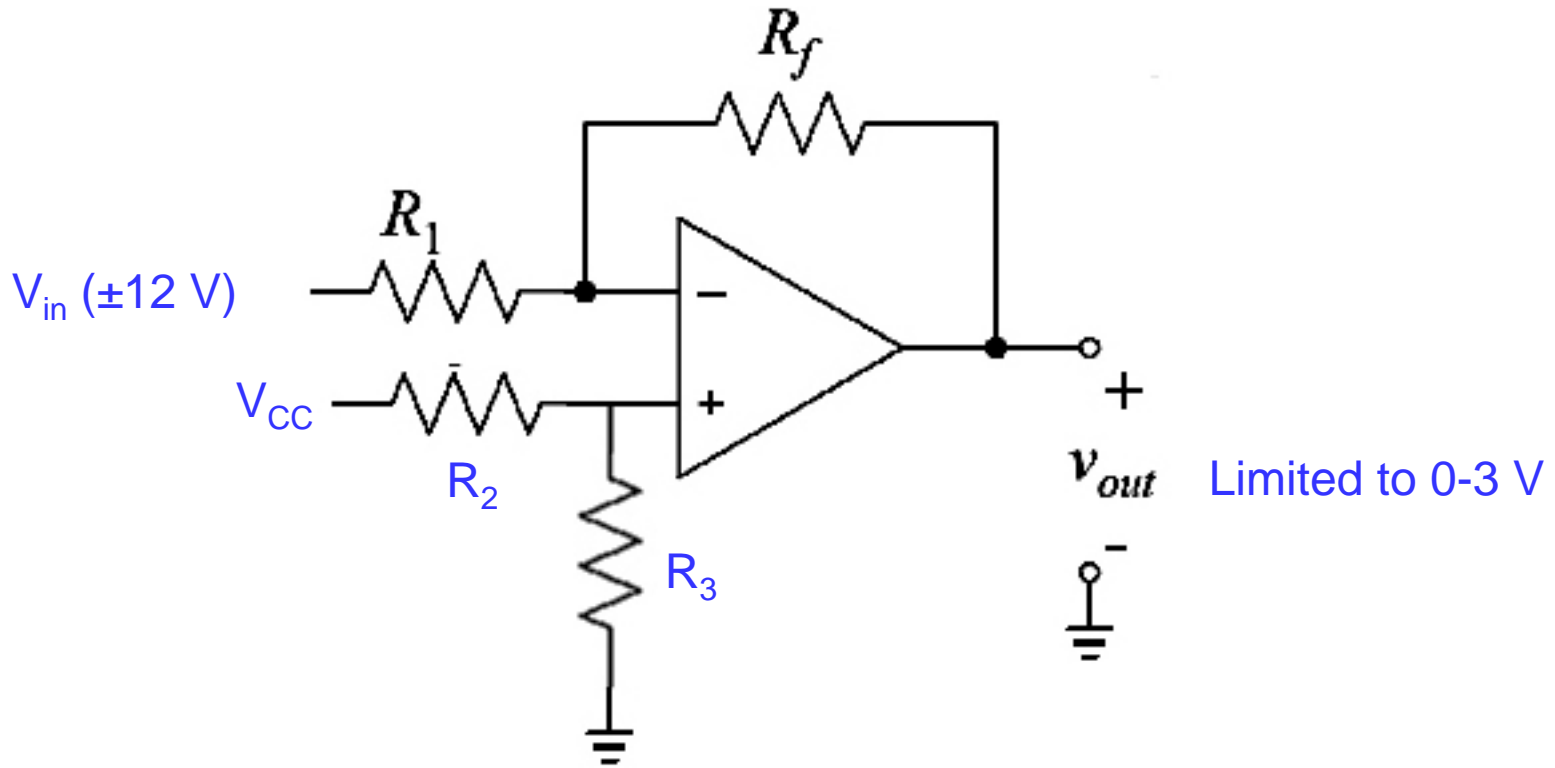 R_f
R_1
V_in (±12 V)
−
V_CC
+
R_2
+
v_out Limited to 0-3 V
R_3
-